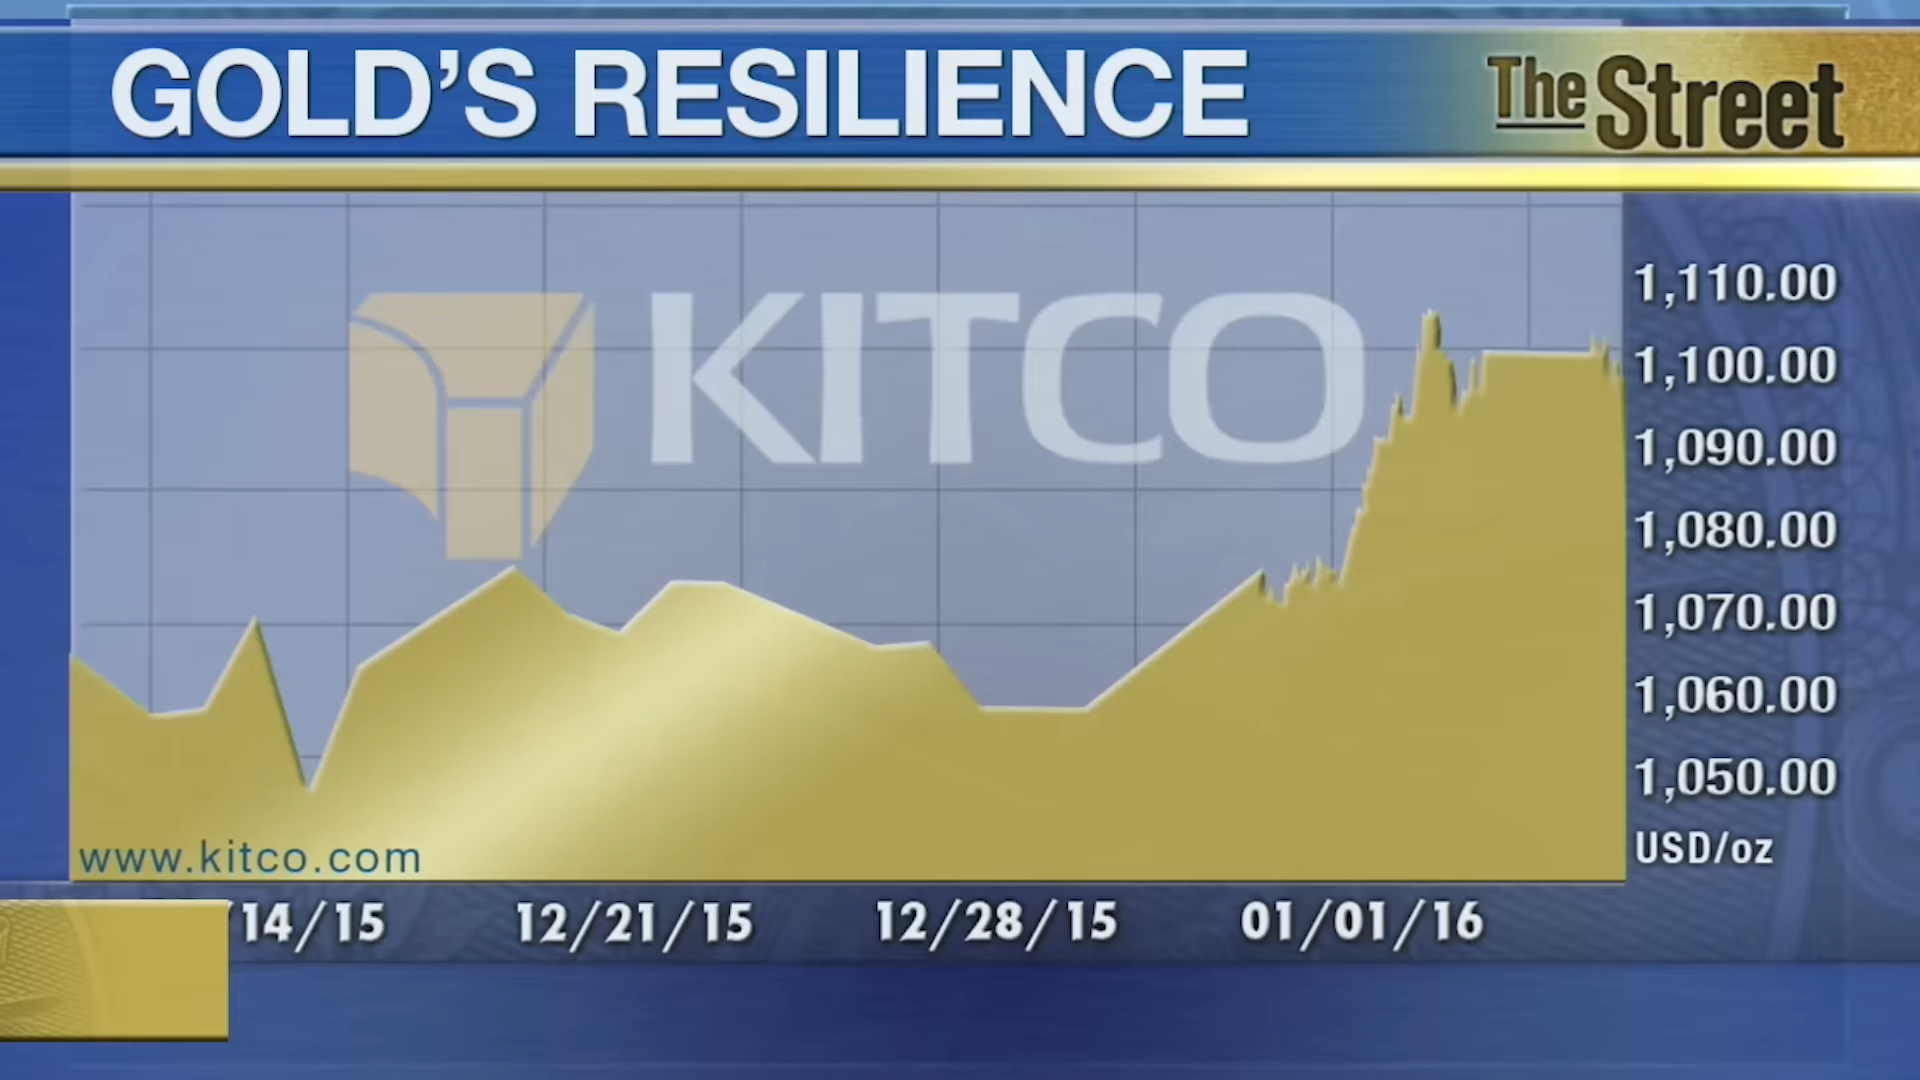 GOLD’S RESILIENCE
The Street
KITCO
1,110.00
1,100.00
1,090.00
1,080.00
1,070.00
1,060.00
1,050.00
USD/oz
www.kitco.com
/14/15 12/21/15 12/28/15 01/01/16